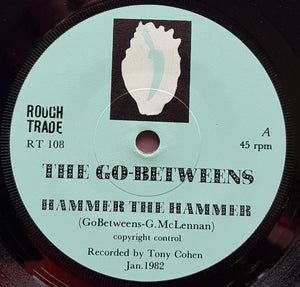 ROUGH
TRADE
RT 108
A
45 rpm
THE GO-BETWEENS
HAMMER THE HAMMER
(GoBetweens-G.McLennan)
copyright control
Recorded by Tony Cohen
Jan.1982